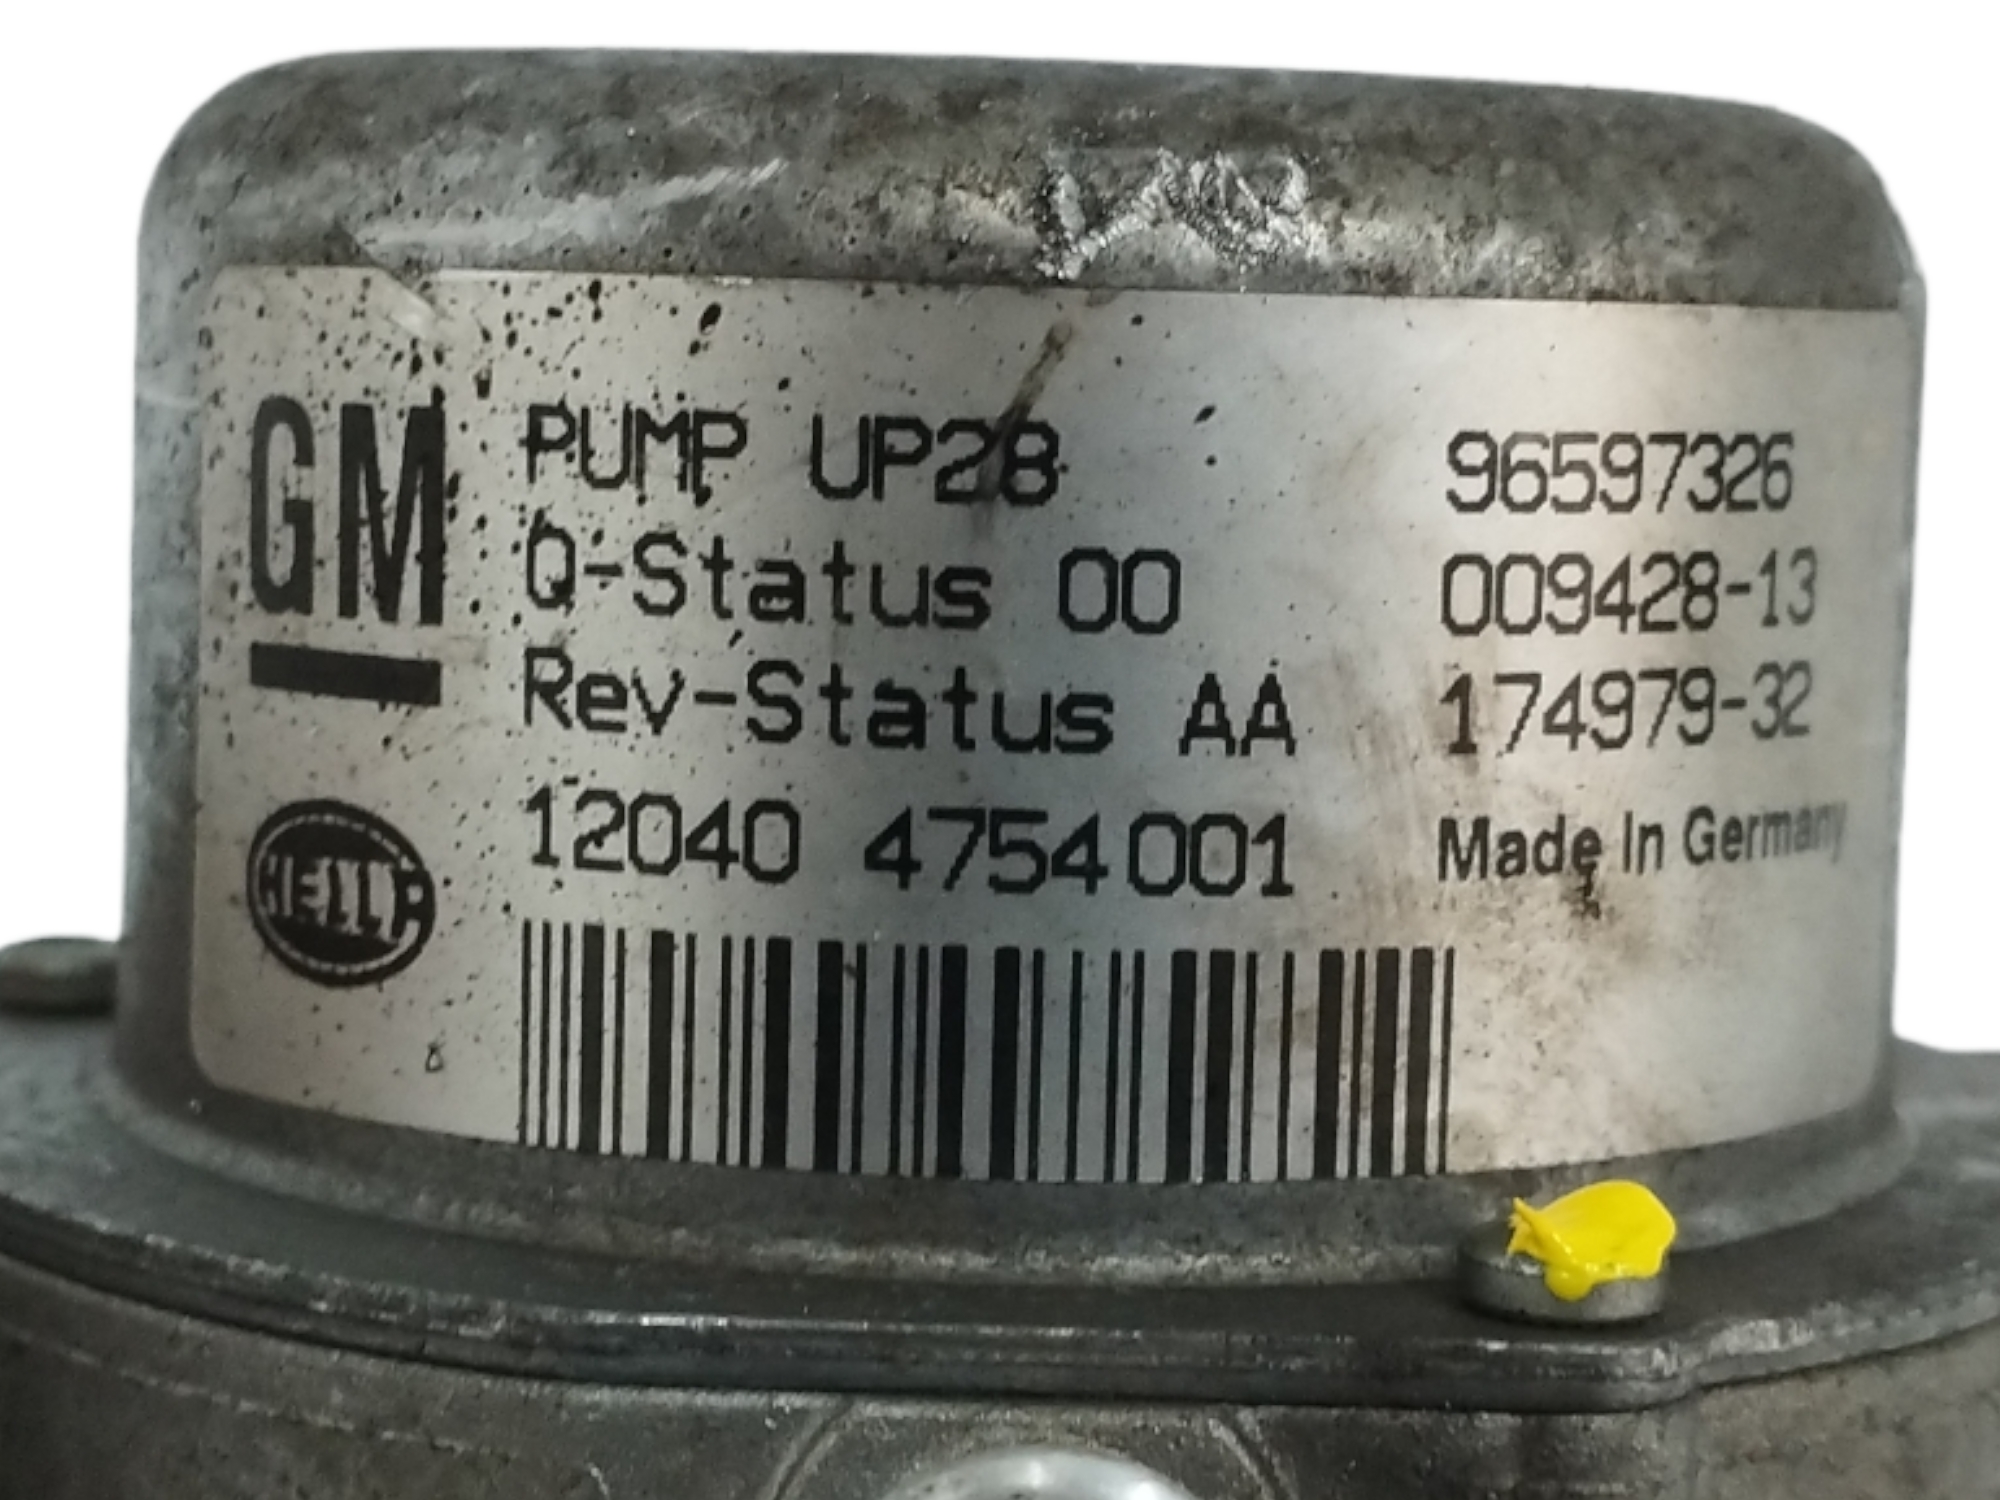 GM
PUMP UP28 96597326
Q-Status 00 009428-13
Rev-Status AA 174979-32
12040 4754001 Made In Germany
HELLA